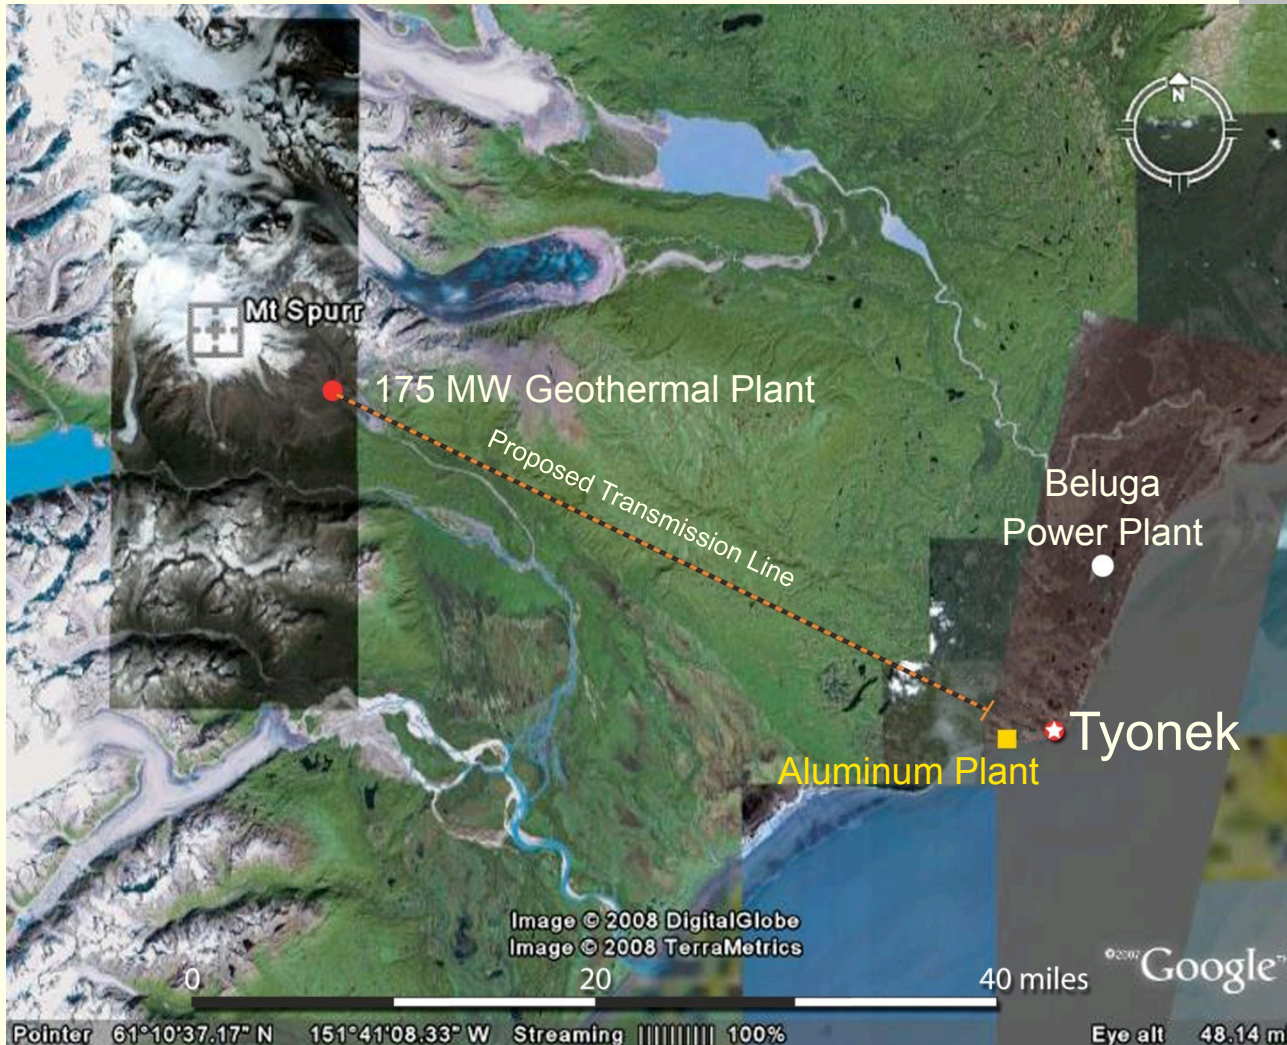 N
Mt Spurr
175 MW Geothermal Plant
Proposed Transmission Line
Beluga
Power Plant
Tyonek
Aluminum Plant
Image © 2008 DigitalGlobe
Image © 2008 TerraMetrics
©2007 Google™
0 20 40 miles
Pointer 61°10'37.17" N 151°41'08.33" W Streaming ||||||||| 100% Eye alt 48.14 m